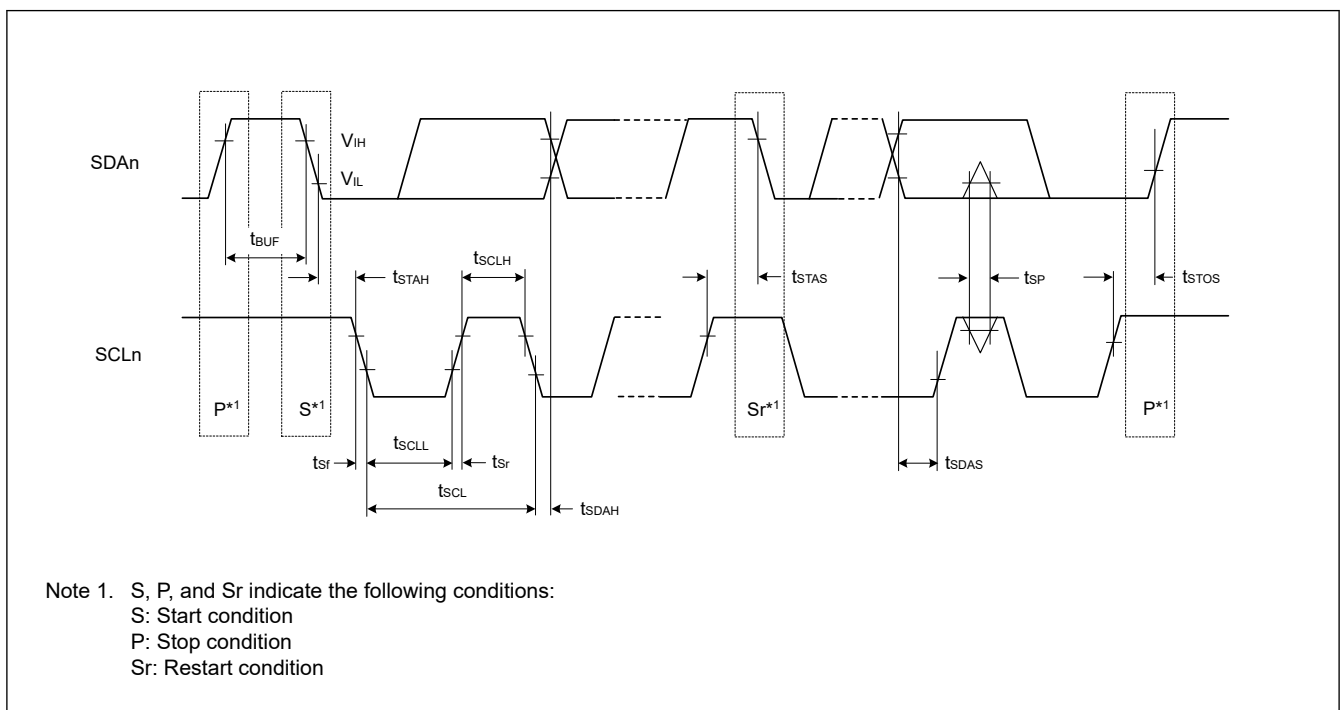 SDAn
VIH
VIL
tBUF
tSTAH
tSCLH
tSTAS
tSP
tSTOS
SCLn
P*1
S*1
Sr*1
P*1
tSf
tSCLL
tSr
tSDAS
tSCL
tSDAH
Note 1. S, P, and Sr indicate the following conditions:
S: Start condition
P: Stop condition
Sr: Restart condition